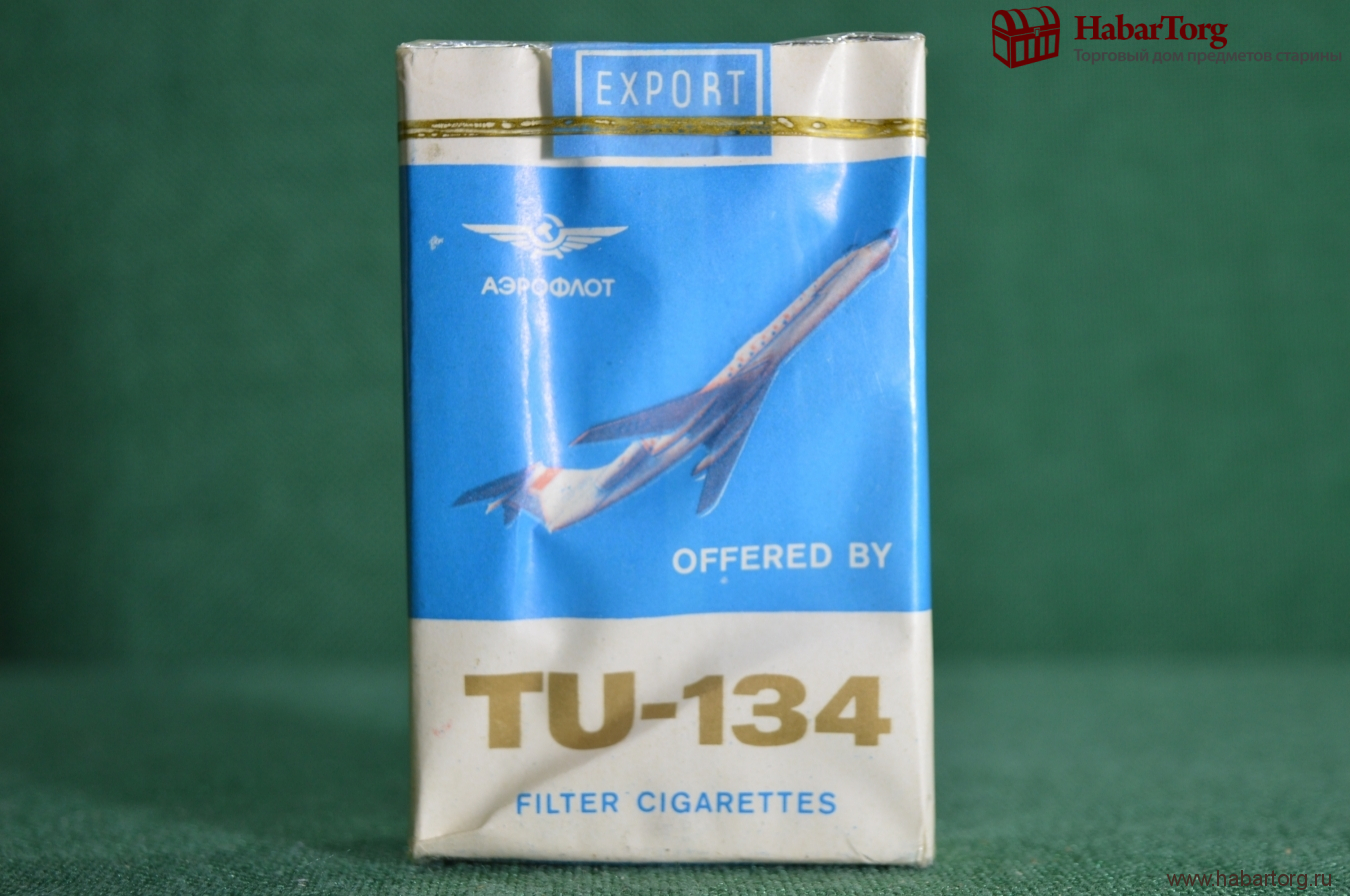 HabarTorg
Торговый дом предметов старины
EXPORT
АЭРОФЛОТ
OFFERED BY
TU-134
FILTER CIGARETTES
www.habartorg.ru